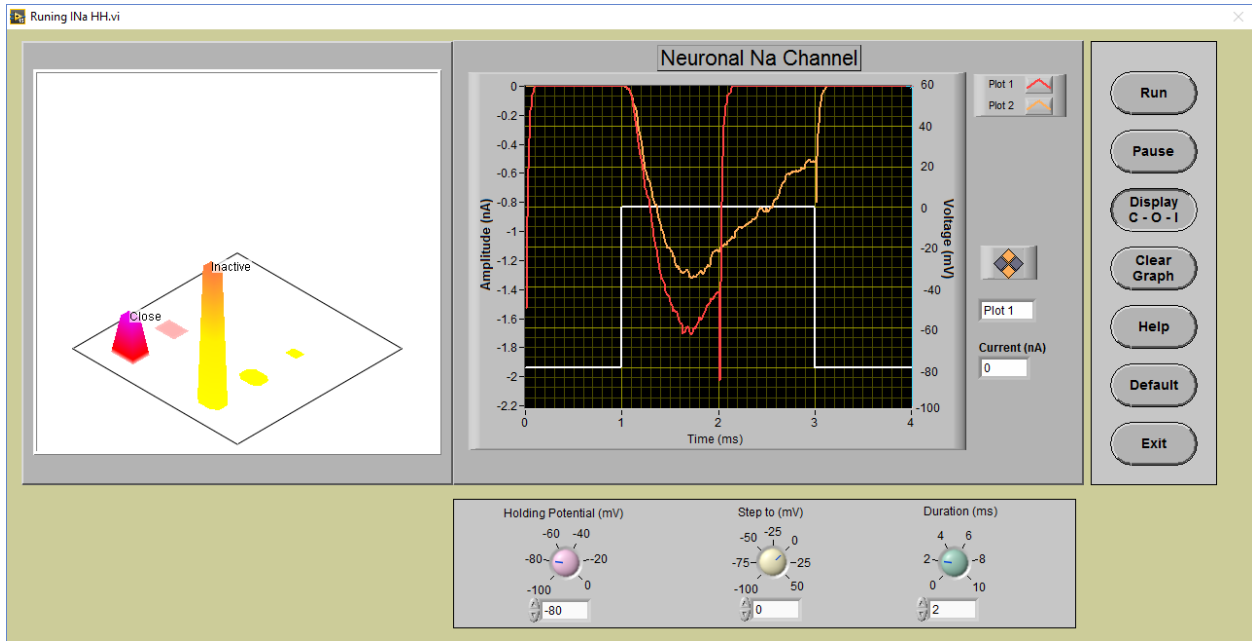 Runing INa HH.vi
Inactive
Close
Neuronal Na Channel
Amplitude (nA)
0
-0.2
-0.4
-0.6
-0.8
-1
-1.2
-1.4
-1.6
-1.8
-2
-2.2
60
40
20
0
-20
-40
-60
-80
-100
Voltage (mV)
0 1 2 3 4
Time (ms)
Plot 1
Plot 2
Plot 1
Current (nA)
0
Run
Pause
Display
C - O - I
Clear
Graph
Help
Default
Exit
Holding Potential (mV)
-60 -40
-80 -20
-100 0
-80
Step to (mV)
-25
-50 0
-75 25
-100 50
0
Duration (ms)
4 6
2 8
0 10
2